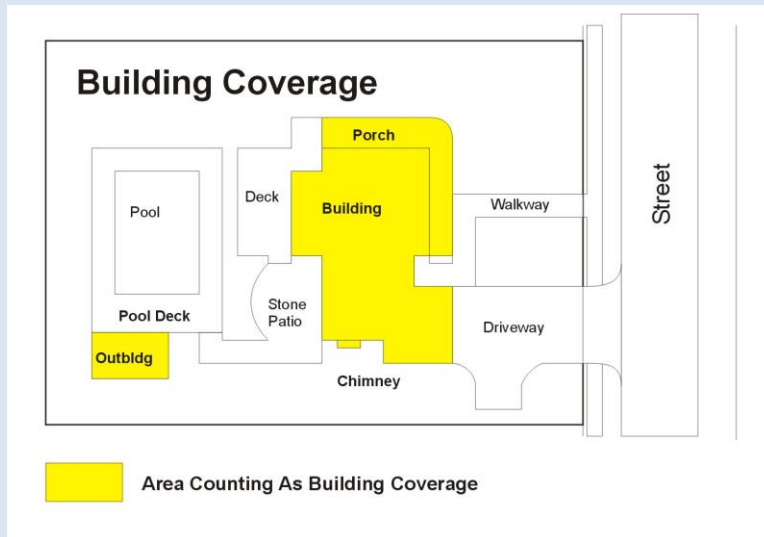 Building Coverage
Porch
Deck
Building
Pool
Walkway
Street
Stone
Patio
Pool Deck
Driveway
Outbldg
Chimney
Area Counting As Building Coverage